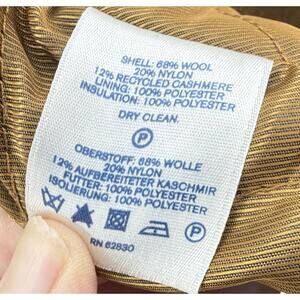 SHELL: 68% WOOL
20% NYLON
12% RECYCLED CASHMERE
LINING: 100% POLYESTER
INSULATION: 100% POLYESTER
DRY CLEAN.
P
OBERSTOFF: 68% WOLLE
20% NYLON
12% AUFBEREITETER KASCHMIR
FUTTER: 100% POLYESTER
ISOLIERUNG: 100% POLYESTER
P
RN 62830